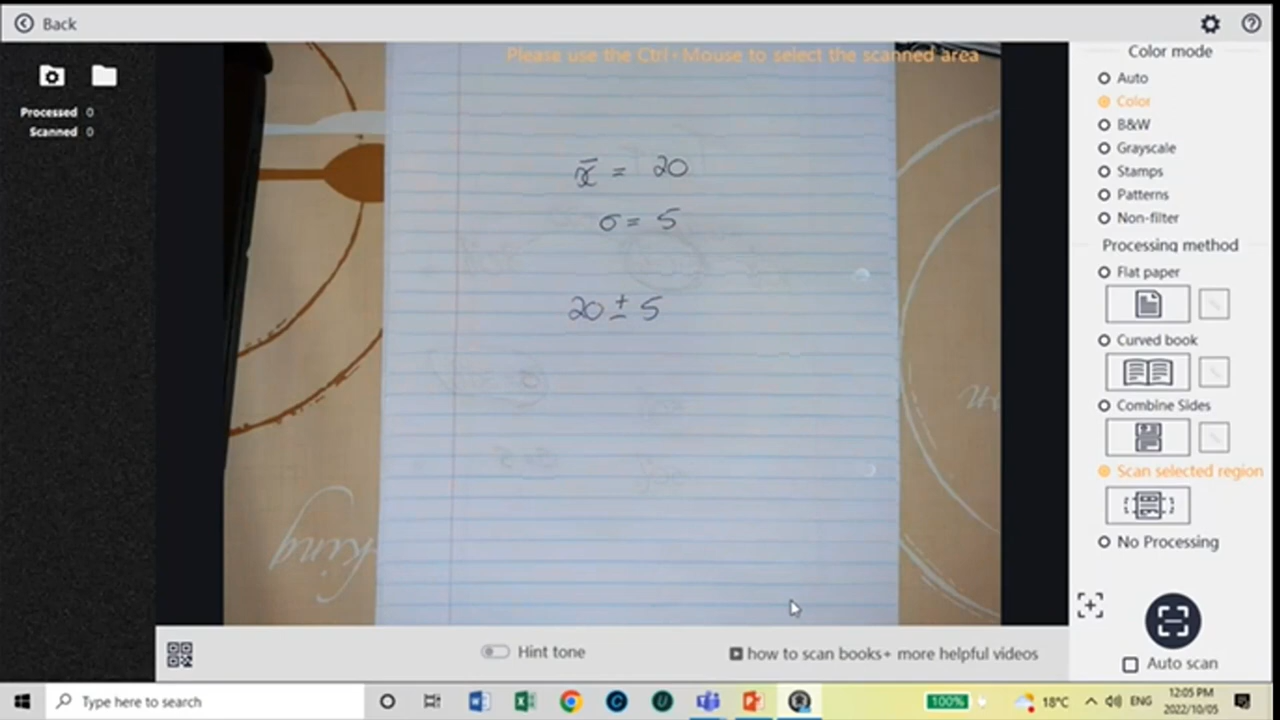 Back
Please use the Ctrl+Mouse to select the scanned area
Processed 0
Scanned 0
x̄ = 20
σ = 5
20 ± 5
king
Color mode
Auto
Color
B&W
Grayscale
Stamps
Patterns
Non-filter
Processing method
Flat paper
Curved book
Combine Sides
Scan selected region
No Processing
Auto scan
Hint tone
how to scan books+ more helpful videos
Type here to search
100%
18°C
ENG
12:05 PM
2022/10/05